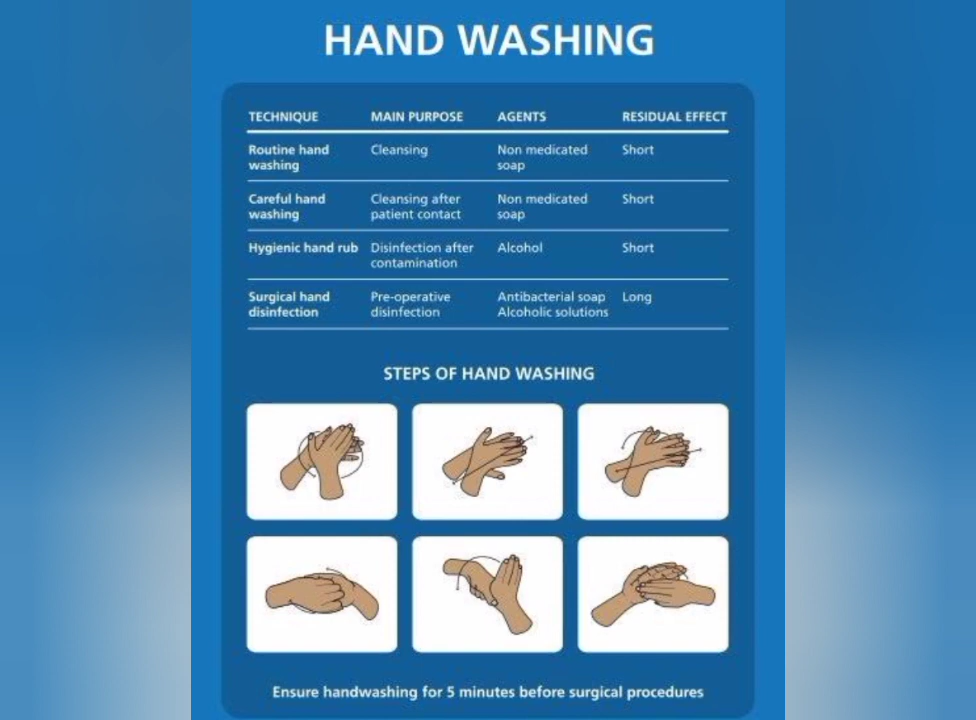 HAND WASHING
TECHNIQUE MAIN PURPOSE AGENTS RESIDUAL EFFECT
Routine hand washing Cleansing Non medicated soap Short
Careful hand washing Cleansing after patient contact Non medicated soap Short
Hygienic hand rub Disinfection after contamination Alcohol Short
Surgical hand disinfection Pre-operative disinfection Antibacterial soap Alcoholic solutions Long
STEPS OF HAND WASHING
Ensure handwashing for 5 minutes before surgical procedures